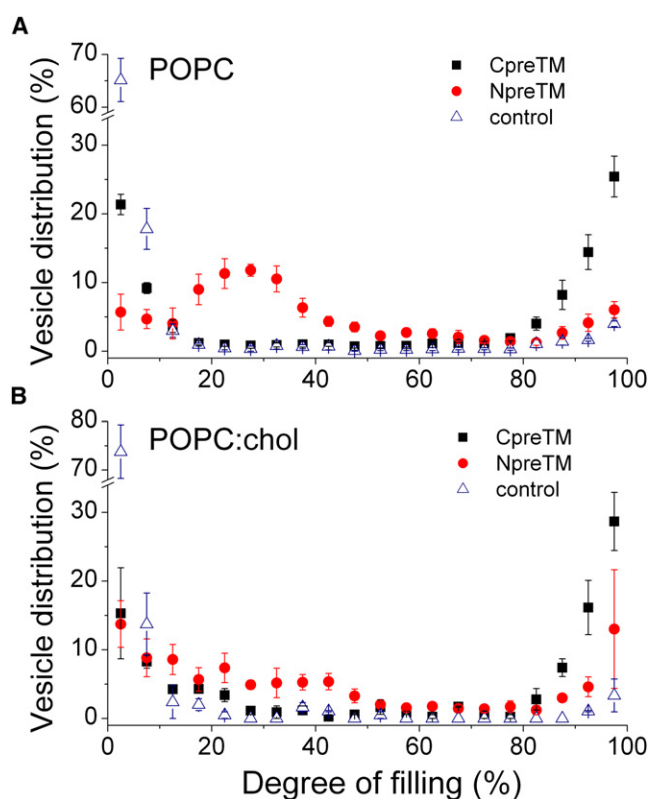 A
POPC
CpreTM
NpreTM
control
Vesicle distribution (%)
70
65
60
20
10
0
0 20 40 60 80 100
B
POPC:chol
CpreTM
NpreTM
control
Vesicle distribution (%)
80
70
30
20
10
0
0 20 40 60 80 100
Degree of filling (%)